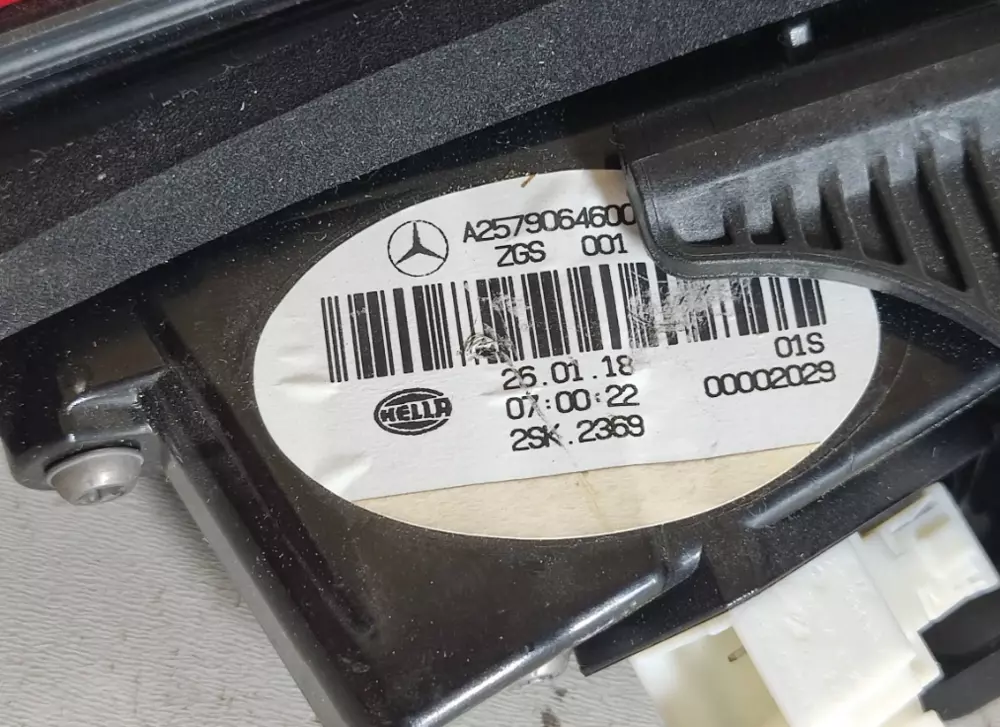 A2579064600
ZGS 001
01S
26.01.18
00002029
07:00:22
HELLA
2SK.2369